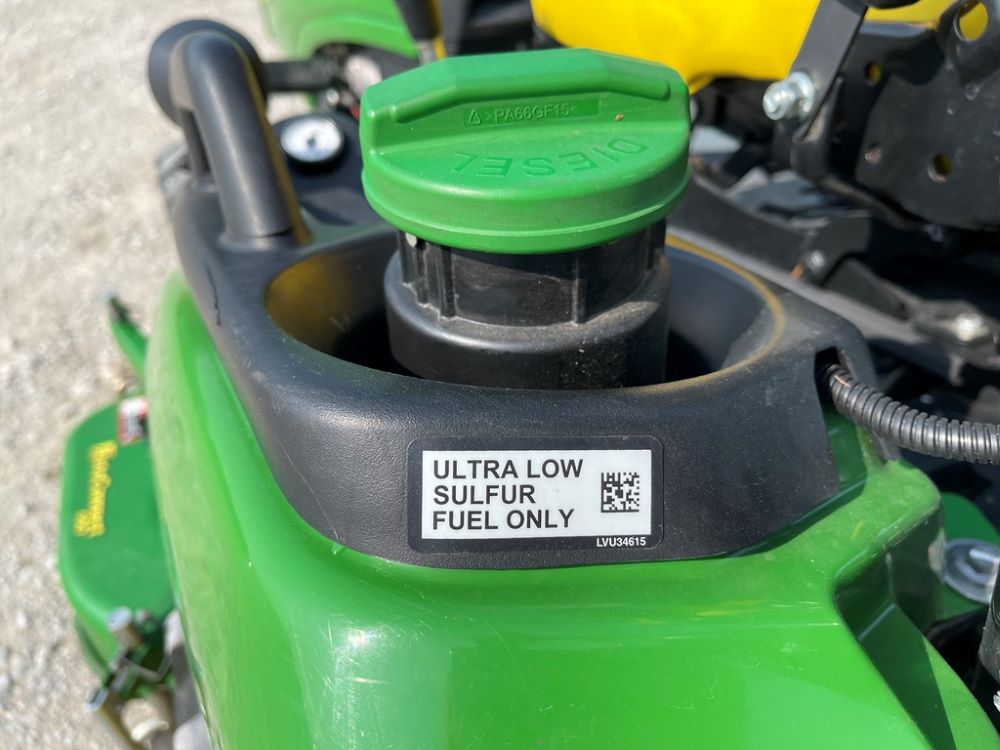 >PA66GF15<
DIESEL
ULTRA LOW
SULFUR
FUEL ONLY
LVU34615